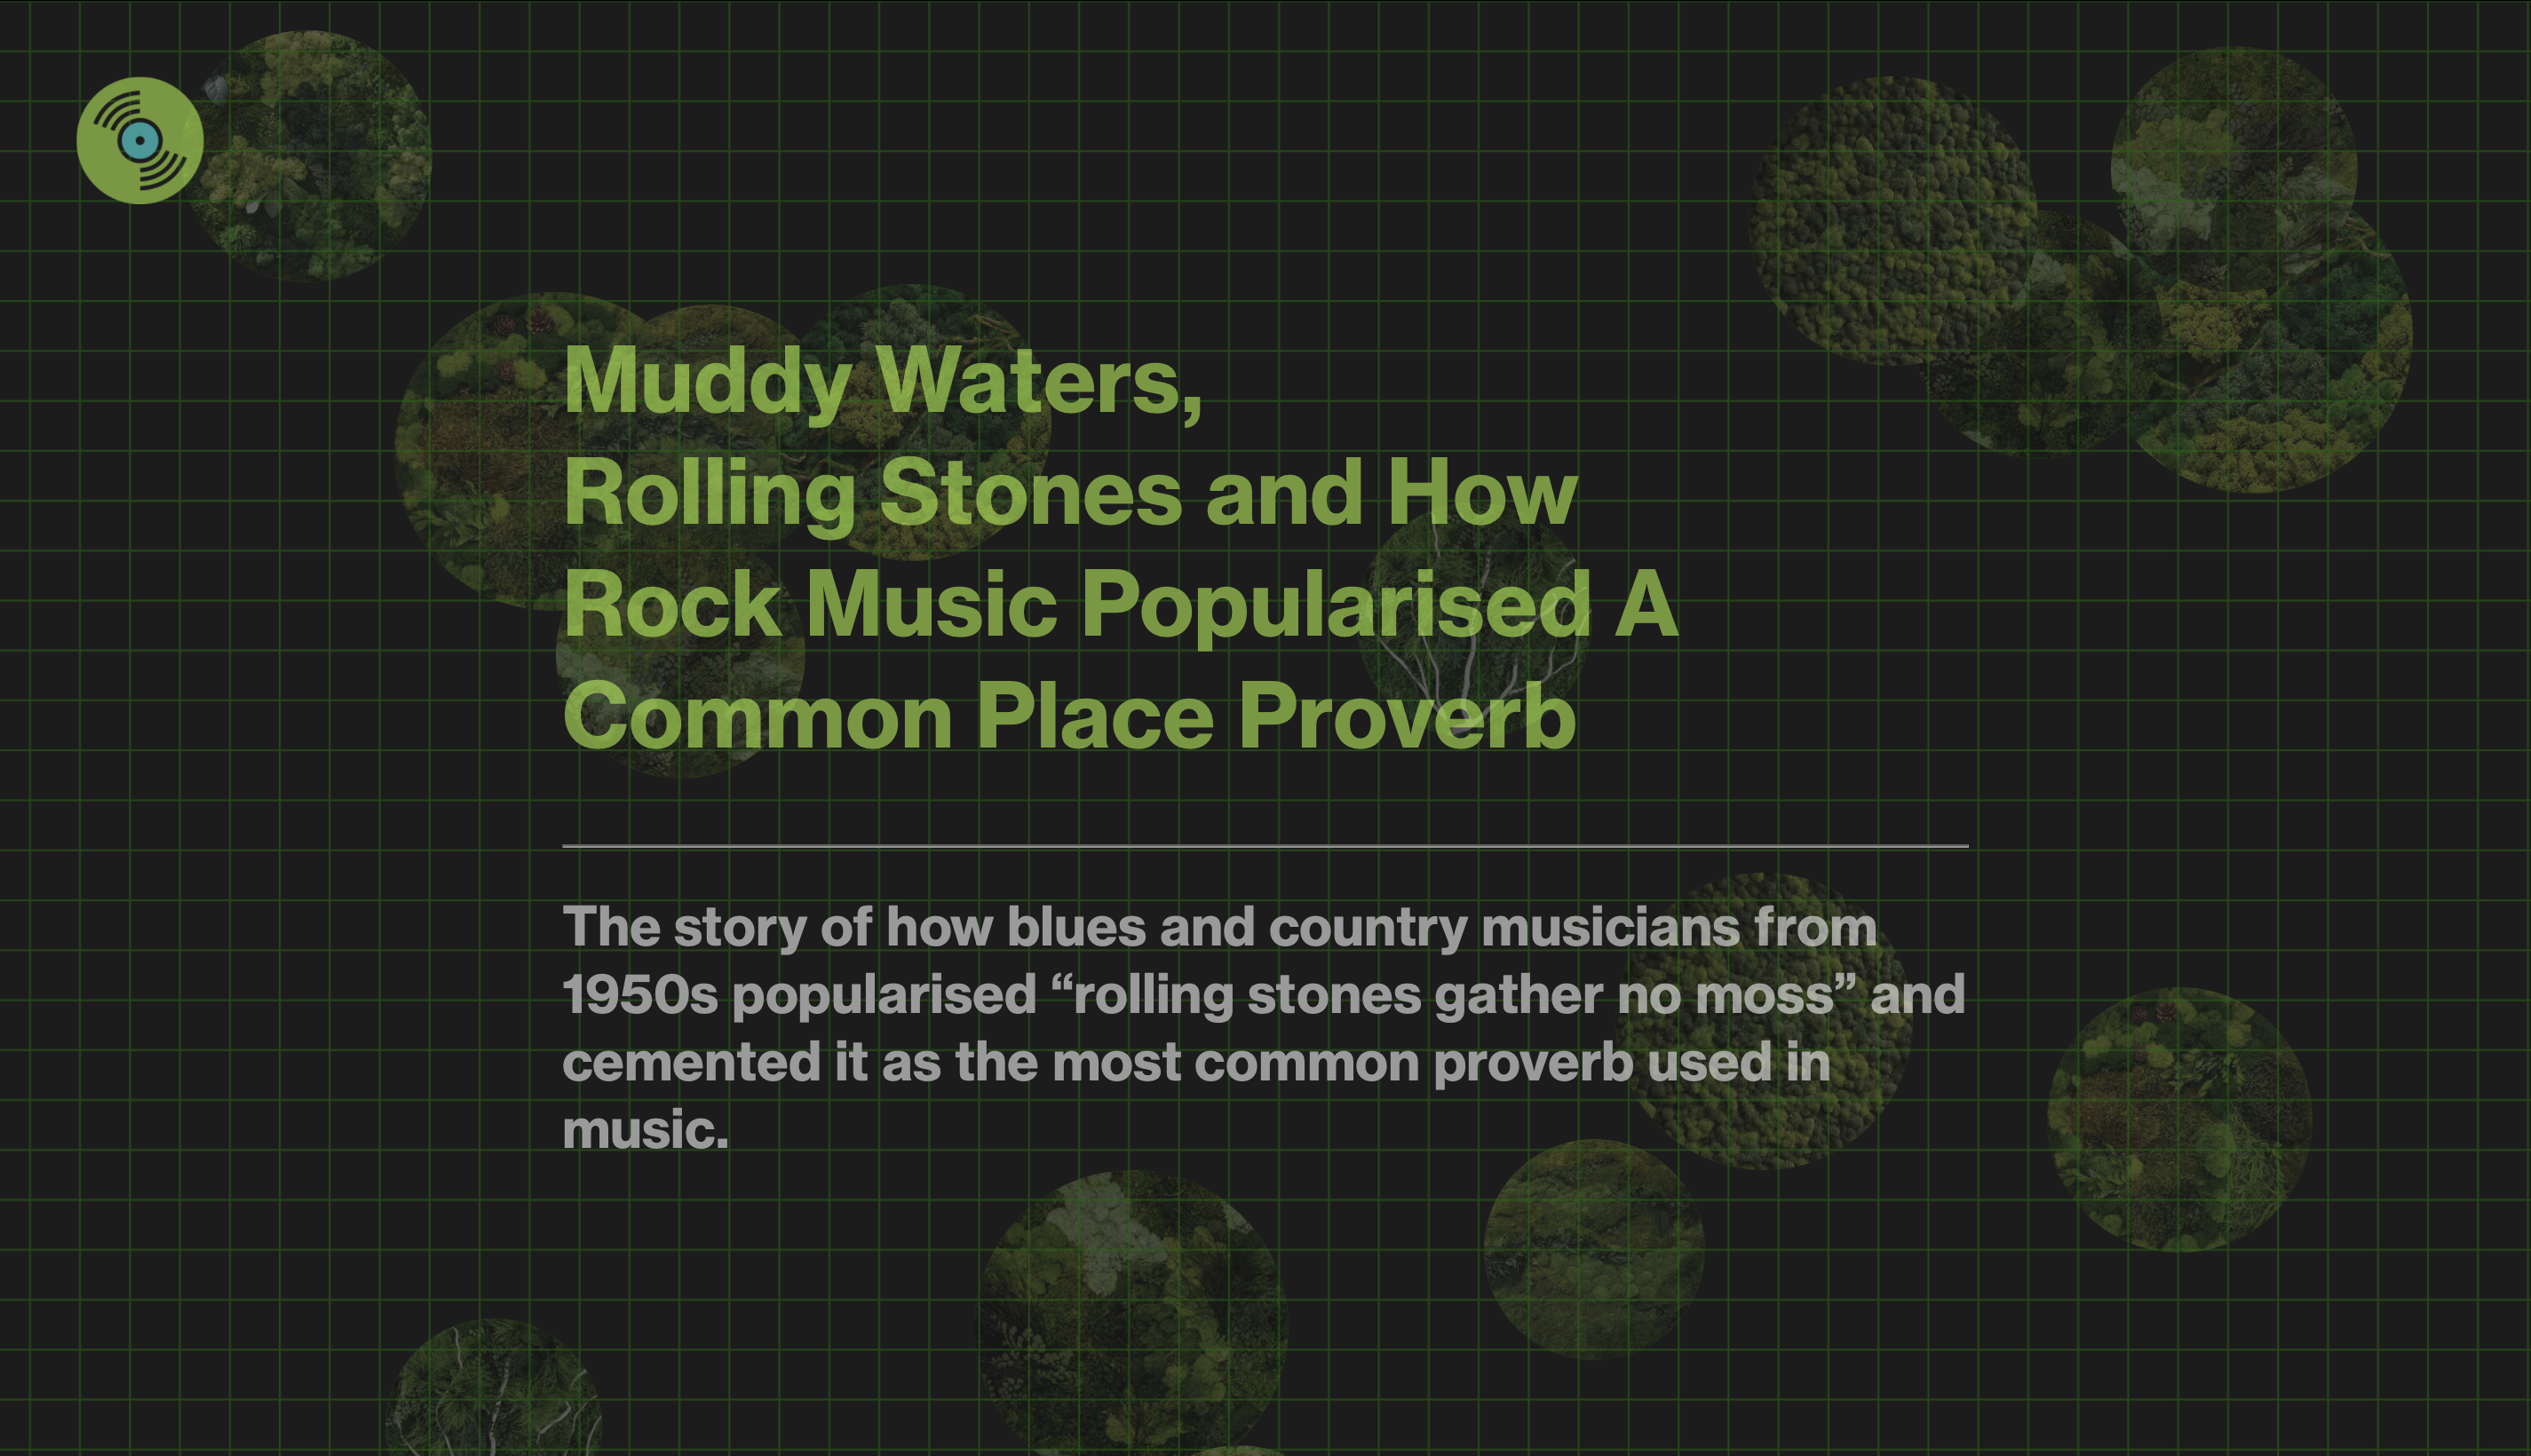 Muddy Waters,
Rolling Stones and How
Rock Music Popularised A
Common Place Proverb
The story of how blues and country musicians from
1950s popularised “rolling stones gather no moss” and
cemented it as the most common proverb used in
music.